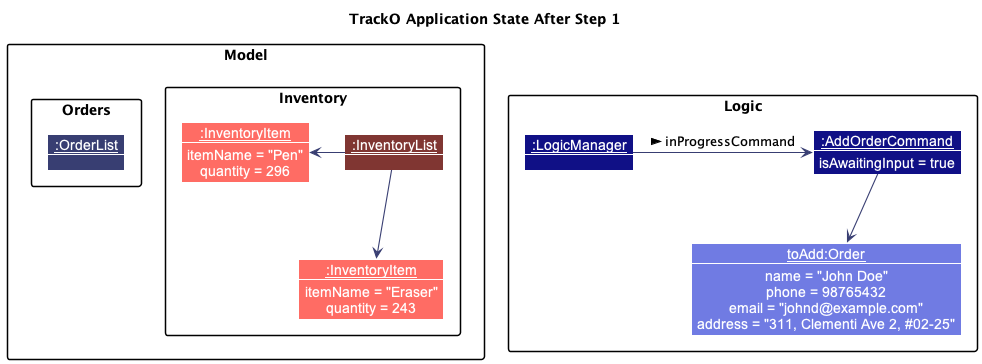 TrackO Application State After Step 1
Model
Orders
:OrderList
Inventory
:InventoryItem
itemName = "Pen"
quantity = 296
:InventoryList
:InventoryItem
itemName = "Eraser"
quantity = 243
Logic
:LogicManager
► inProgressCommand
:AddOrderCommand
isAwaitingInput = true
toAdd:Order
name = "John Doe"
phone = 98765432
email = "johnd@example.com"
address = "311, Clementi Ave 2, #02-25"